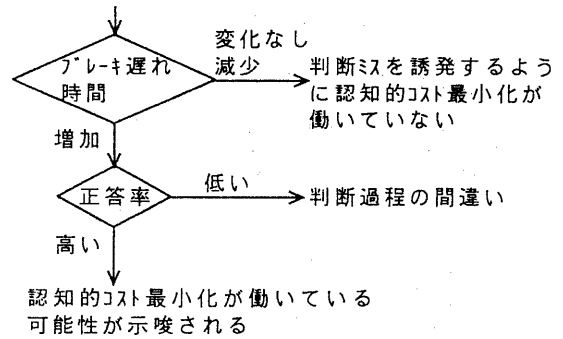 ﾌﾞﾚｰｷ遅れ
時間
変化なし
減少
判断ﾐｽを誘発するよう
に認知的ｺｽﾄ最小化が
働いていない
増加
正答率
低い
判断過程の間違い
高い
認知的ｺｽﾄ最小化が働いている
可能性が示唆される